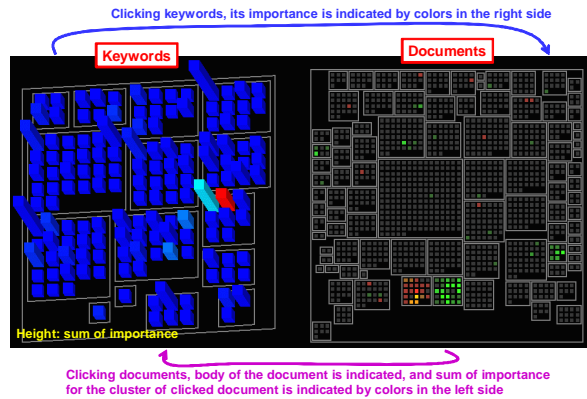 Clicking keywords, its importance is indicated by colors in the right side
Keywords
Documents
Height: sum of importance
Clicking documents, body of the document is indicated, and sum of importance
for the cluster of clicked document is indicated by colors in the left side